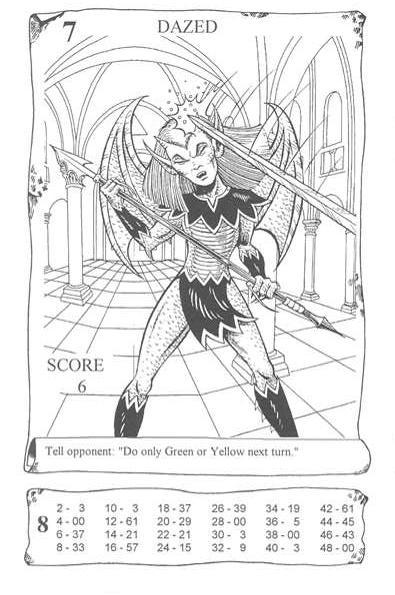 7
DAZED
SCORE
6
Tell opponent: "Do only Green or Yellow next turn."
8
2 - 3 10 - 3 18-37 26-39 34-19 42-61
4-00 12-61 20-29 28-00 36 - 5 44-45
6-37 14-21 22-21 30 - 3 38-00 46-43
8-33 16-57 24-15 32 - 9 40 - 3 48-00